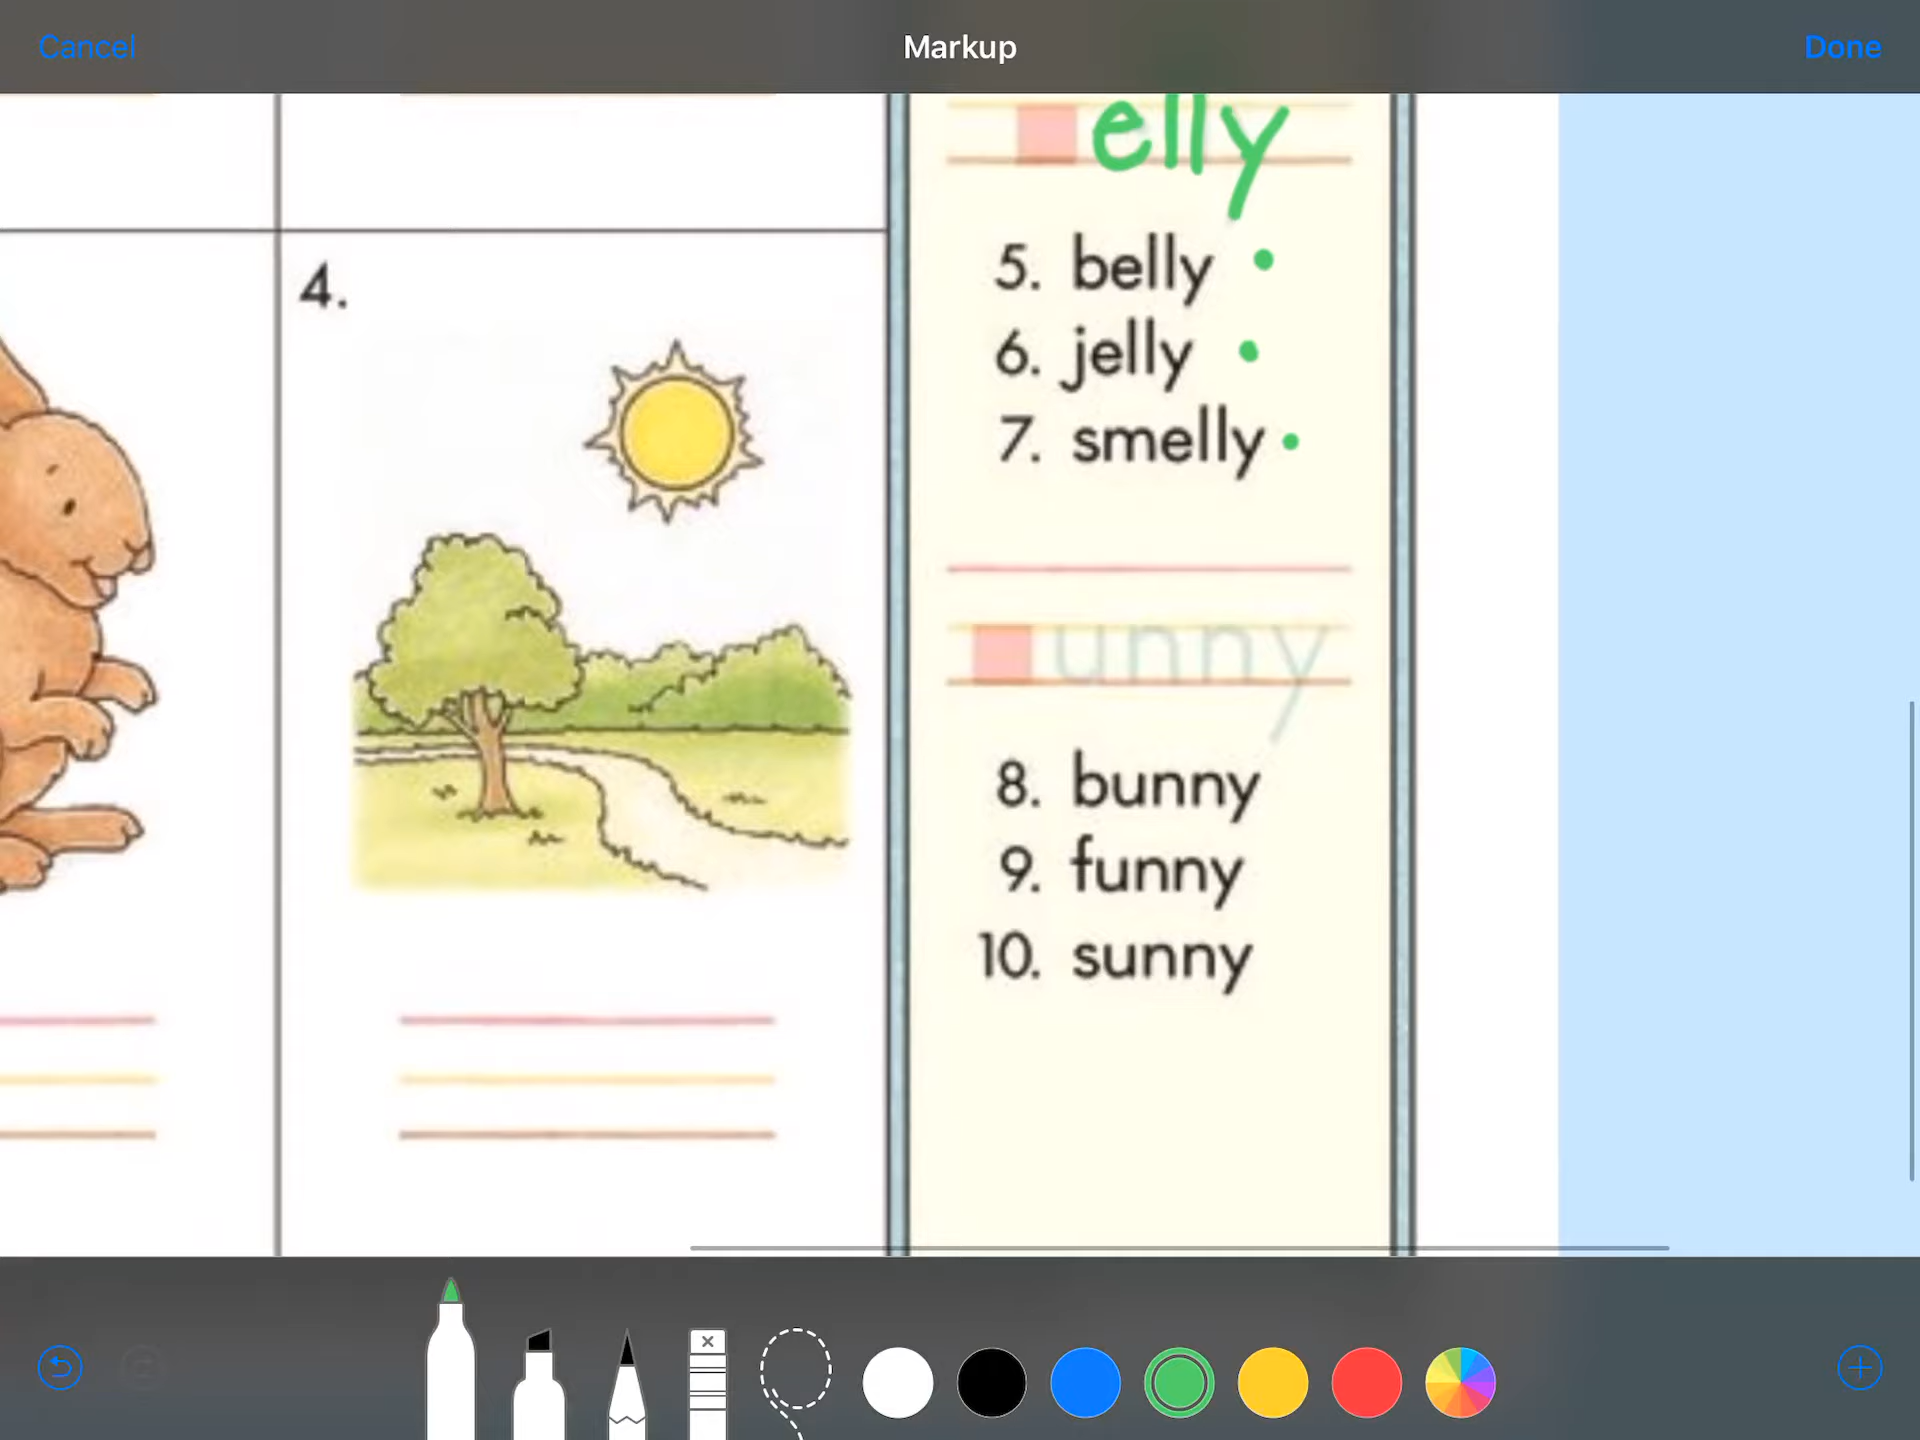 Cancel
Markup
Done
elly
4.
5. belly
6. jelly
7. smelly
unny
8. bunny
9. funny
10. sunny